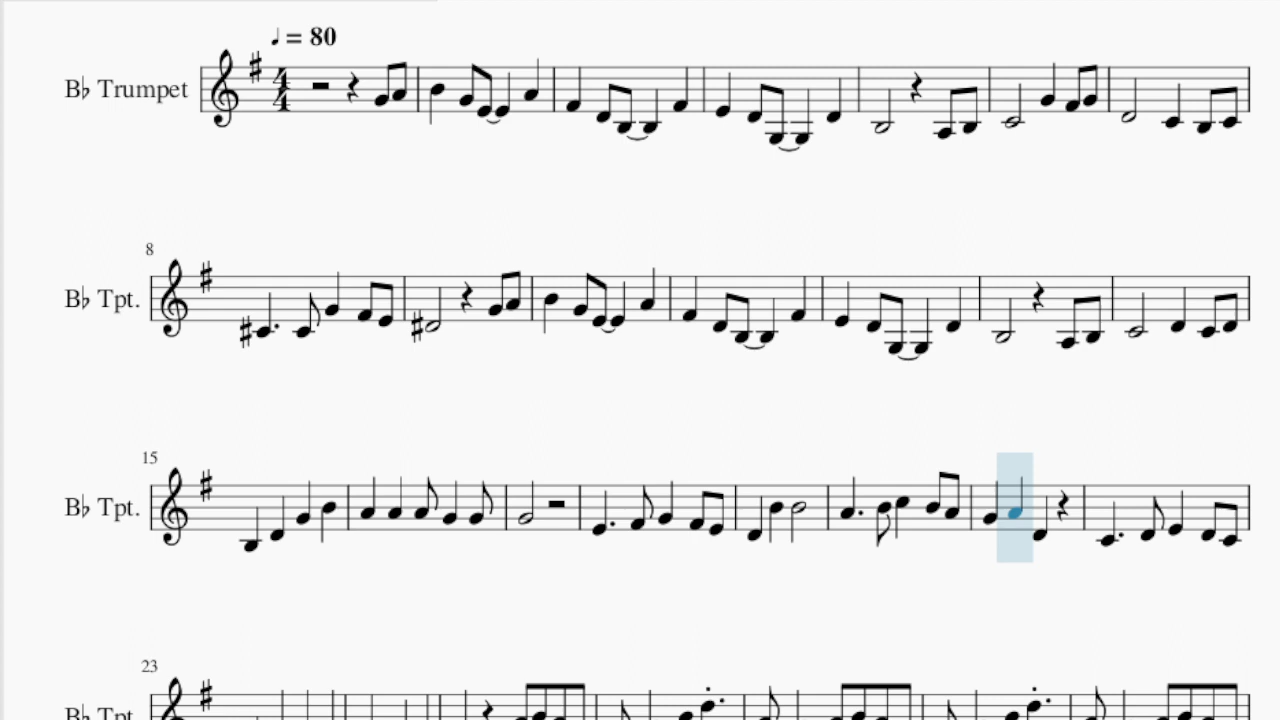 ♩ = 80
B♭ Trumpet
4
4
8
B♭ Tpt.
15
B♭ Tpt.
23
B♭ Tpt.